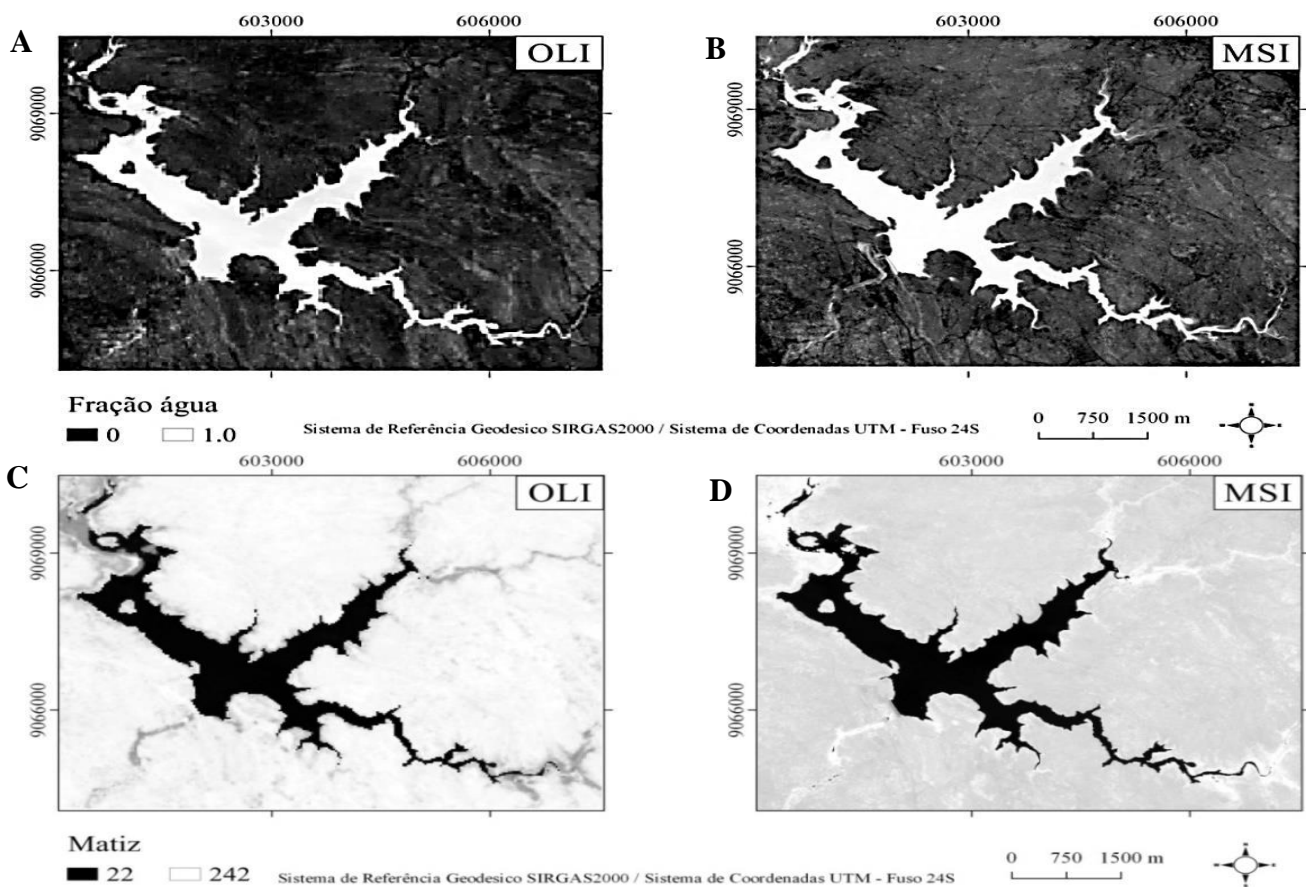 603000 606000 603000 606000
A OLI B MSI
9069000 9069000
9066000 9066000
Fração água
0 1.0 Sistema de Referência Geodesico SIRGAS2000 / Sistema de Coordenadas UTM - Fuso 24S 0 750 1500 m
603000 606000 603000 606000
C OLI D MSI
9069000 9069000
9066000 9066000
Matiz
22 242 Sistema de Referência Geodesico SIRGAS2000 / Sistema de Coordenadas UTM - Fuso 24S 0 750 1500 m